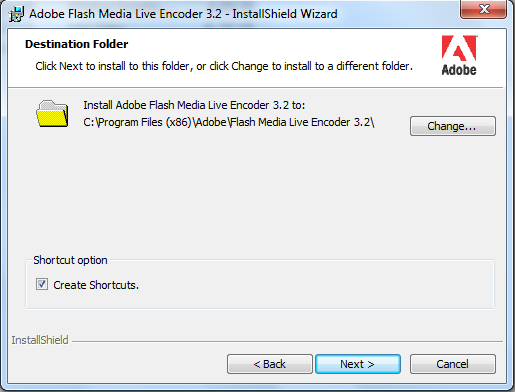 Adobe Flash Media Live Encoder 3.2 - InstallShield Wizard
Destination Folder
Click Next to install to this folder, or click Change to install to a different folder.
Adobe
Install Adobe Flash Media Live Encoder 3.2 to:
C:\Program Files (x86)\Adobe\Flash Media Live Encoder 3.2\
Change...
Shortcut option
Create Shortcuts.
InstallShield
< Back
Next >
Cancel